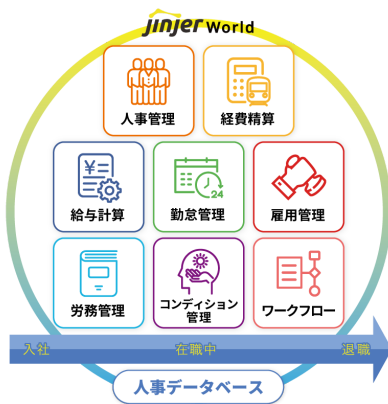 jinjer World
人事管理
経費精算
¥
給与計算
24
勤怠管理
雇用管理
労務管理
コンディション
管理
ワークフロー
入社 在職中 退職
人事データベース